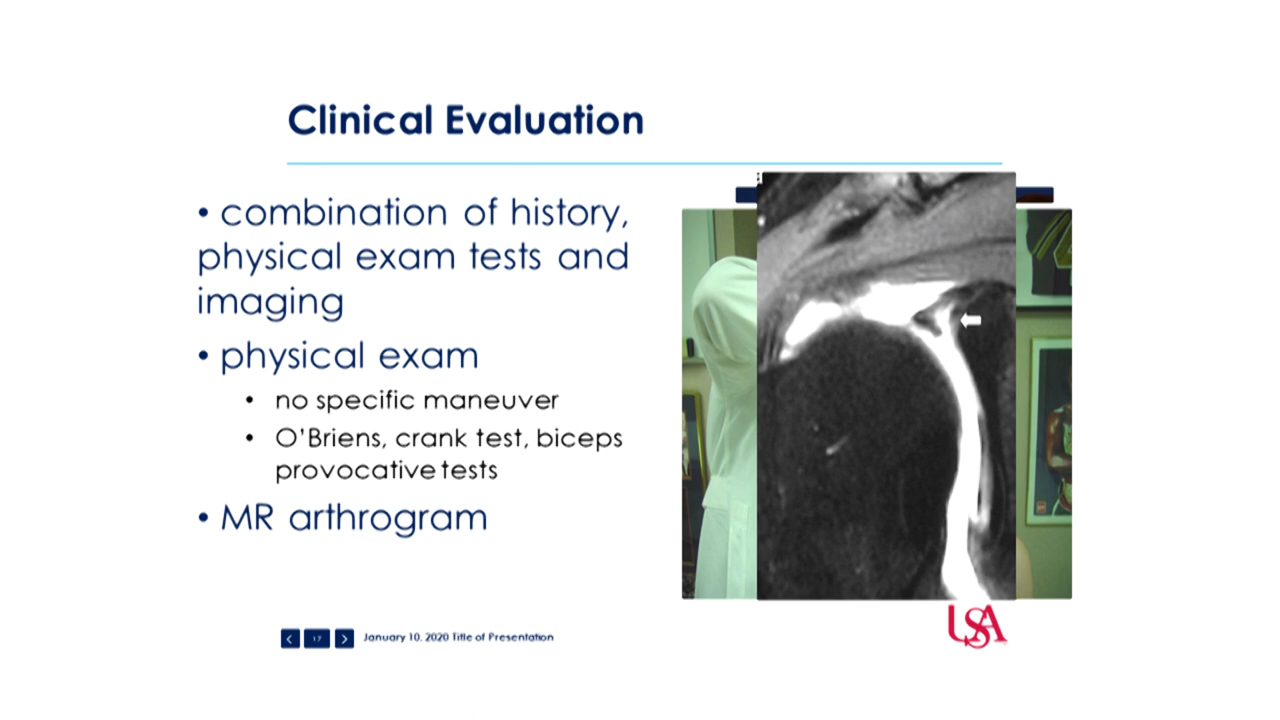 Clinical Evaluation
• combination of history,
physical exam tests and
imaging
• physical exam
• no specific maneuver
• O'Briens, crank test, biceps
provocative tests
• MR arthrogram
17
January 10, 2020 Title of Presentation
USA